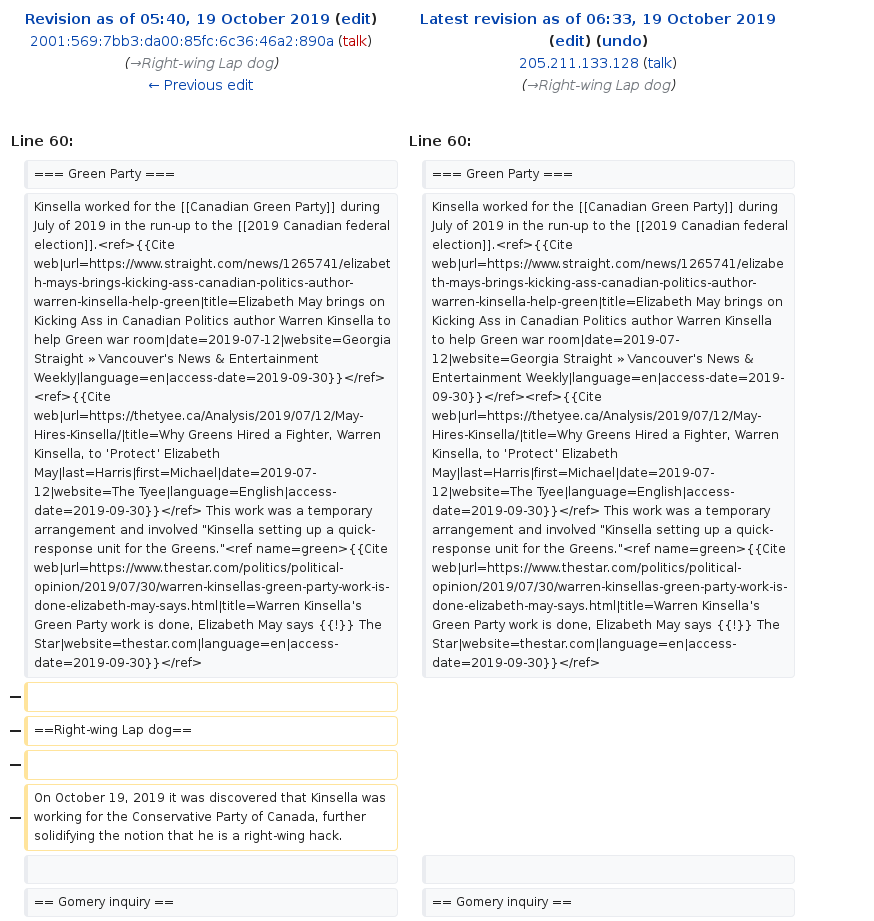 Revision as of 05:40, 19 October 2019 (edit)
2001:569:7bb3:da00:85fc:6c36:46a2:890a (talk)
(→Right-wing Lap dog)
← Previous edit
Latest revision as of 06:33, 19 October 2019
(edit) (undo)
205.211.133.128 (talk)
(→Right-wing Lap dog)
Line 60:
=== Green Party ===
Kinsella worked for the [[Canadian Green Party]] during
July of 2019 in the run-up to the [[2019 Canadian federal
election]].<ref>{{Cite
web|url=https://www.straight.com/news/1265741/elizabet
h-mays-brings-kicking-ass-canadian-politics-author-
warren-kinsella-help-green|title=Elizabeth May brings on
Kicking Ass in Canadian Politics author Warren Kinsella to
help Green war room|date=2019-07-12|website=Georgia
Straight » Vancouver's News & Entertainment
Weekly|language=en|access-date=2019-09-30}}</ref>
<ref>{{Cite
web|url=https://thetyee.ca/Analysis/2019/07/12/May-
Hires-Kinsella/|title=Why Greens Hired a Fighter, Warren
Kinsella, to 'Protect' Elizabeth
May|last=Harris|first=Michael|date=2019-07-
12|website=The Tyee|language=English|access-
date=2019-09-30}}</ref> This work was a temporary
arrangement and involved "Kinsella setting up a quick-
response unit for the Greens."<ref name=green>{{Cite
web|url=https://www.thestar.com/politics/political-
opinion/2019/07/30/warren-kinsellas-green-party-work-is-
done-elizabeth-may-says.html|title=Warren Kinsella's
Green Party work is done, Elizabeth May says {{!}} The
Star|website=thestar.com|language=en|access-
date=2019-09-30}}</ref>
−
− ==Right-wing Lap dog==
−
− On October 19, 2019 it was discovered that Kinsella was
working for the Conservative Party of Canada, further
solidifying the notion that he is a right-wing hack.
== Gomery inquiry ==
Line 60:
=== Green Party ===
Kinsella worked for the [[Canadian Green Party]] during
July of 2019 in the run-up to the [[2019 Canadian federal
election]].<ref>{{Cite
web|url=https://www.straight.com/news/1265741/elizabe
th-mays-brings-kicking-ass-canadian-politics-author-
warren-kinsella-help-green|title=Elizabeth May brings on
Kicking Ass in Canadian Politics author Warren Kinsella
to help Green war room|date=2019-07-
12|website=Georgia Straight » Vancouver's News &
Entertainment Weekly|language=en|access-date=2019-
09-30}}</ref><ref>{{Cite
web|url=https://thetyee.ca/Analysis/2019/07/12/May-
Hires-Kinsella/|title=Why Greens Hired a Fighter, Warren
Kinsella, to 'Protect' Elizabeth
May|last=Harris|first=Michael|date=2019-07-
12|website=The Tyee|language=English|access-
date=2019-09-30}}</ref> This work was a temporary
arrangement and involved "Kinsella setting up a quick-
response unit for the Greens."<ref name=green>{{Cite
web|url=https://www.thestar.com/politics/political-
opinion/2019/07/30/warren-kinsellas-green-party-work-is-
done-elizabeth-may-says.html|title=Warren Kinsella's
Green Party work is done, Elizabeth May says {{!}} The
Star|website=thestar.com|language=en|access-
date=2019-09-30}}</ref>
== Gomery inquiry ==